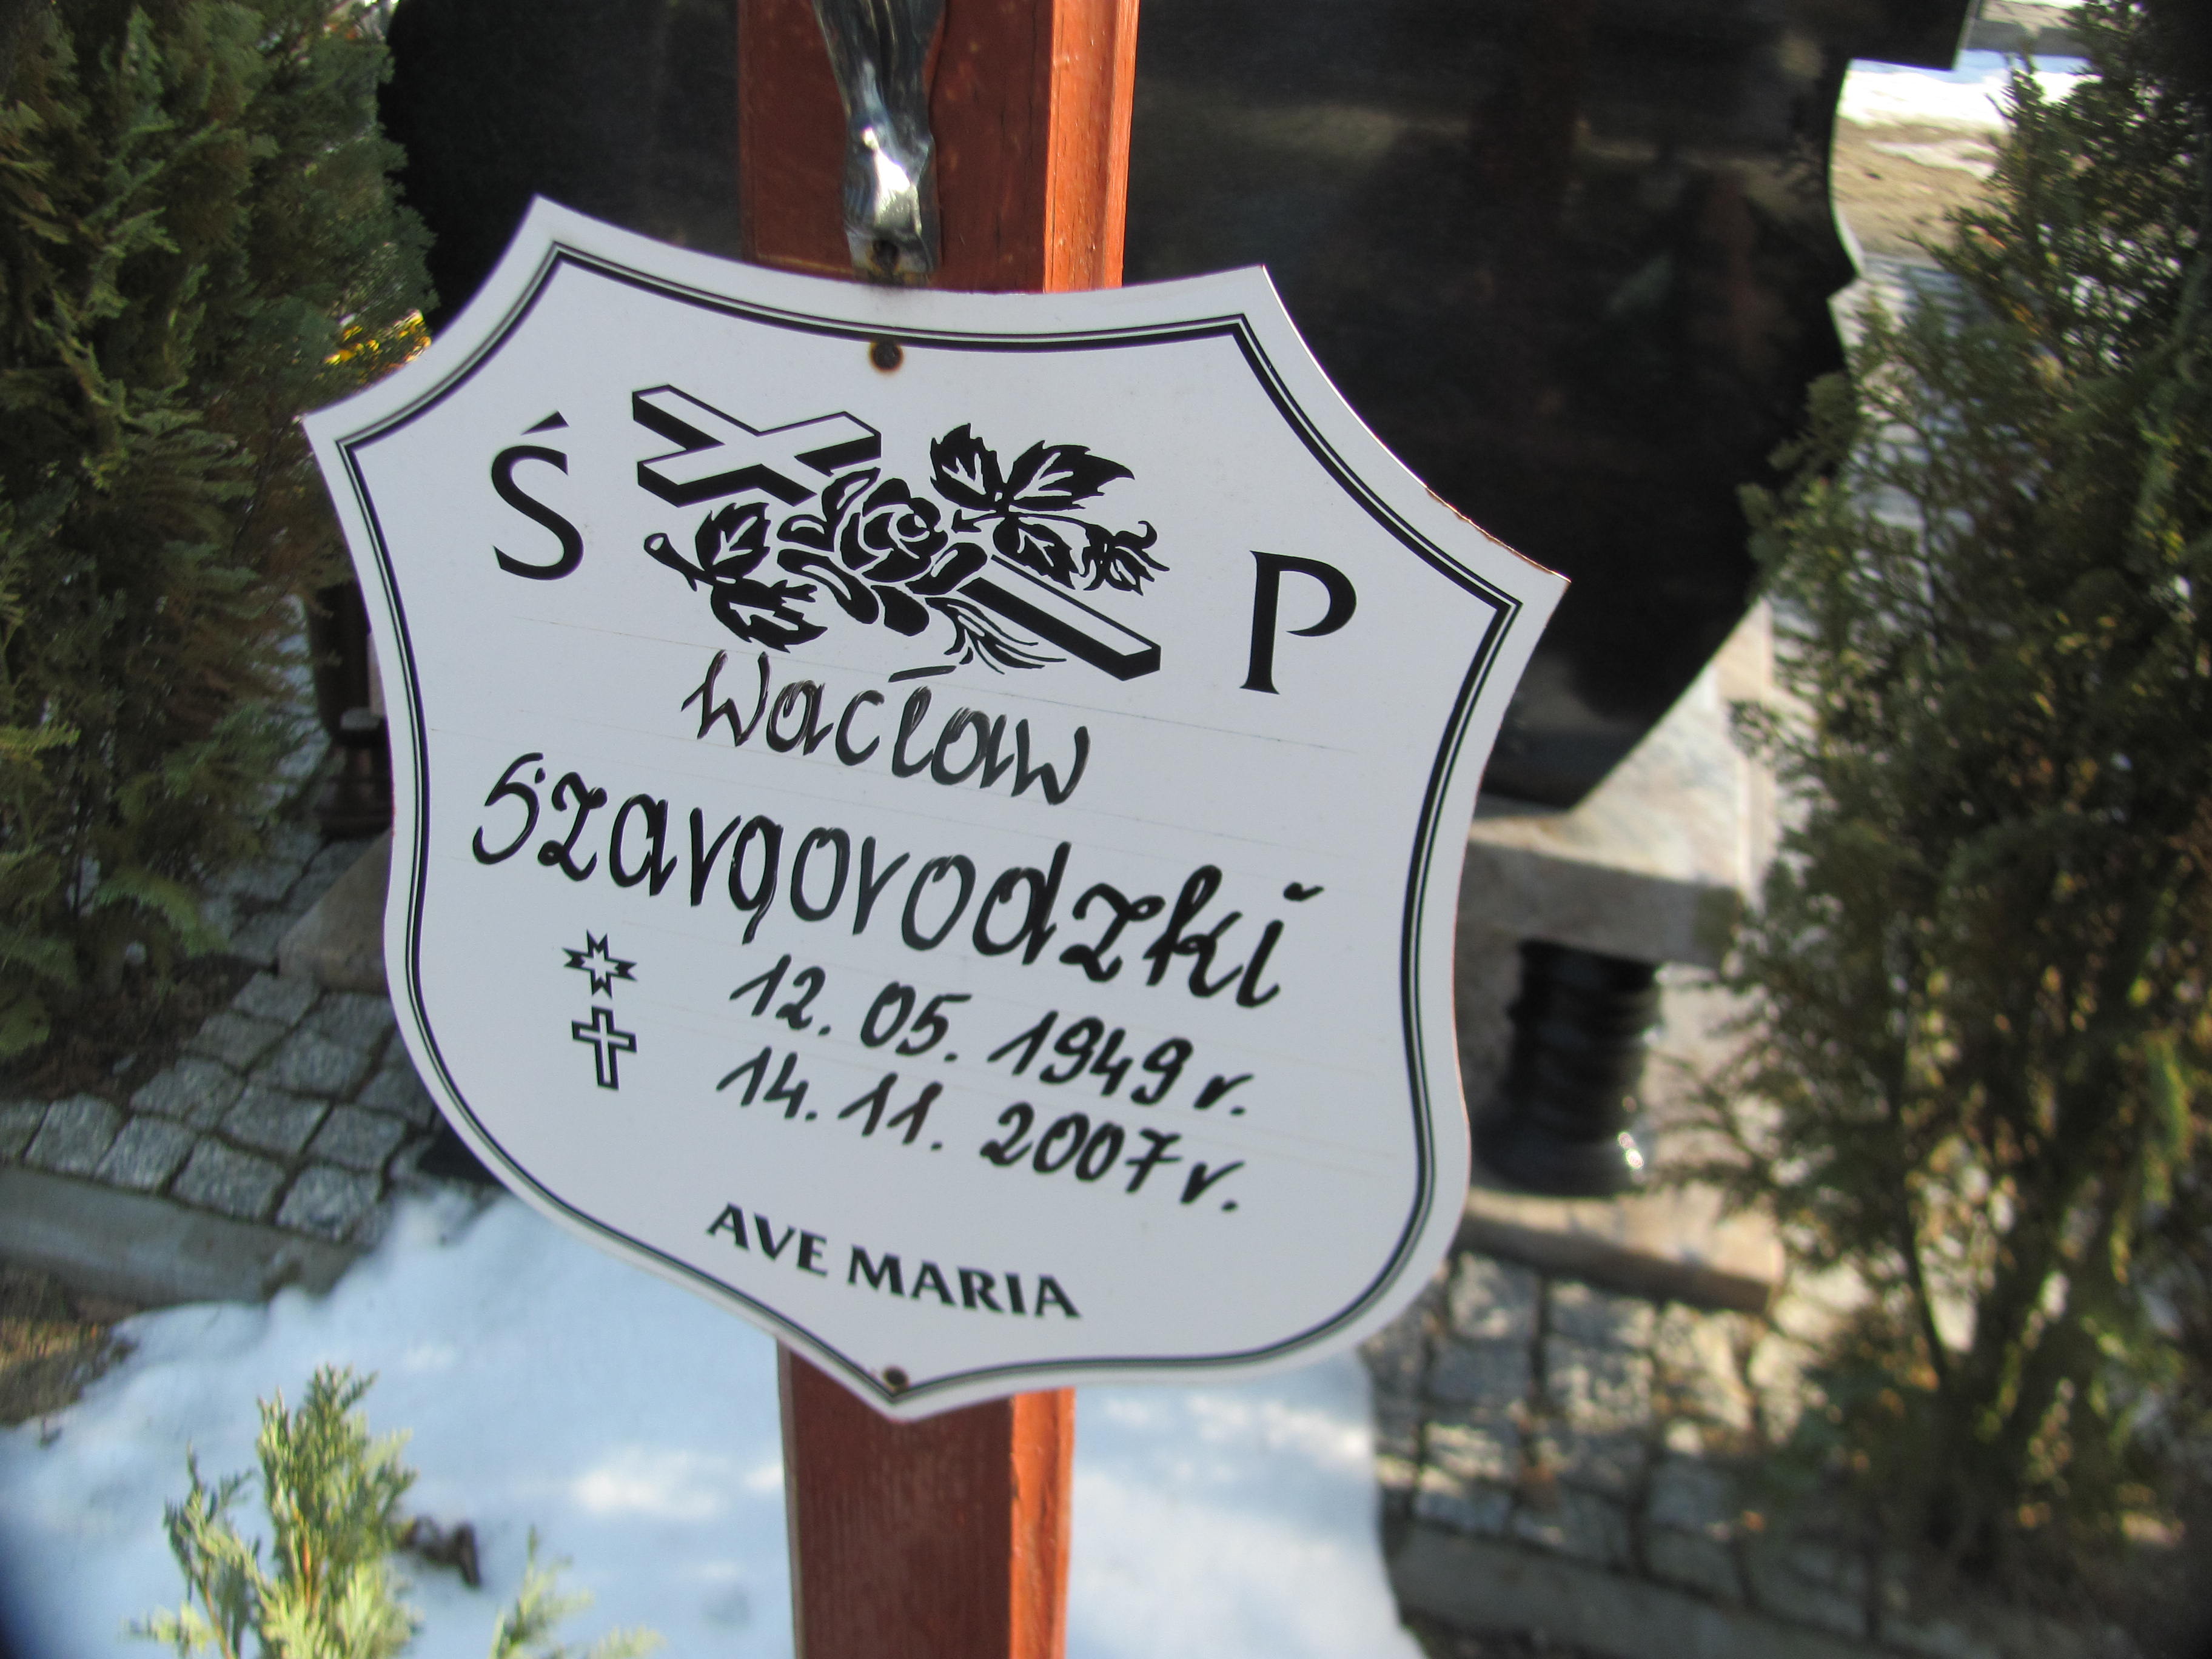 Ś P
Wacław
Szargorodzki
12.05.1949 r.
14.11.2007 r.
AVE MARIA